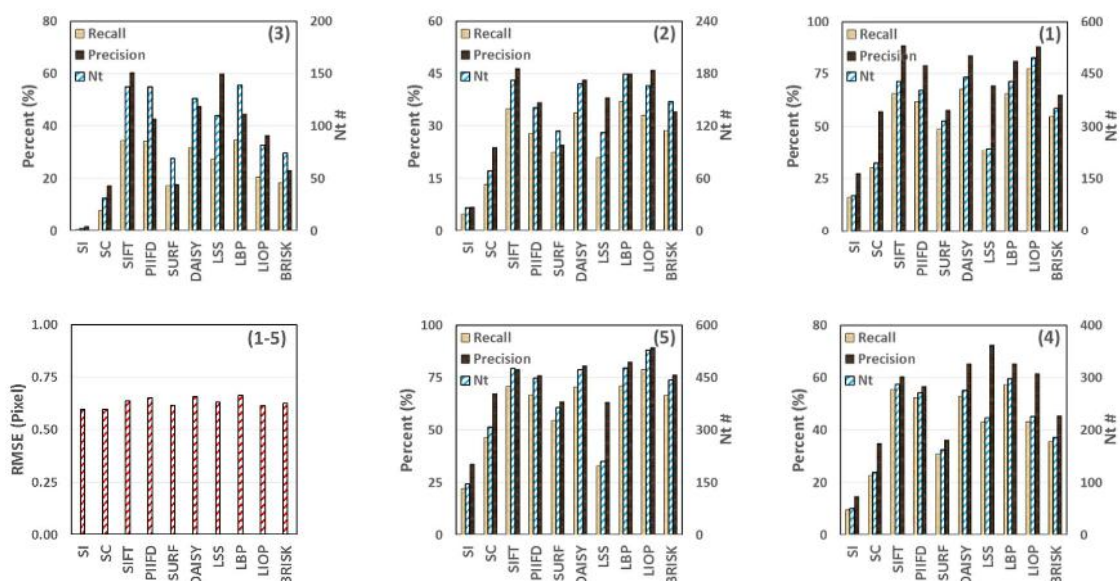 80
60
40
20
0
Percent (%)
Recall
Precision
Nt
(3)
200
150
100
50
0
Nt #
SI
SC
SIFT
PIIFD
SURF
DAISY
LSS
LBP
LIOP
BRISK
60
45
30
15
0
Percent (%)
Recall
Precision
Nt
(2)
240
180
120
60
0
Nt #
SI
SC
SIFT
PIIFD
SURF
DAISY
LSS
LBP
LIOP
BRISK
100
75
50
25
0
Percent (%)
Recall
Precision
Nt
(1)
600
450
300
150
0
Nt #
SI
SC
SIFT
PIIFD
SURF
DAISY
LSS
LBP
LIOP
BRISK
1.00
0.75
0.50
0.25
0.00
RMSE (Pixel)
(1-5)
SI
SC
SIFT
PIIFD
SURF
DAISY
LSS
LBP
LIOP
BRISK
100
75
50
25
0
Percent (%)
Recall
Precision
Nt
(5)
600
450
300
150
0
Nt #
SI
SC
SIFT
PIIFD
SURF
DAISY
LSS
LBP
LIOP
BRISK
80
60
40
20
0
Percent (%)
Recall
Precision
Nt
(4)
400
300
200
100
0
Nt #
SI
SC
SIFT
PIIFD
SURF
DAISY
LSS
LBP
LIOP
BRISK